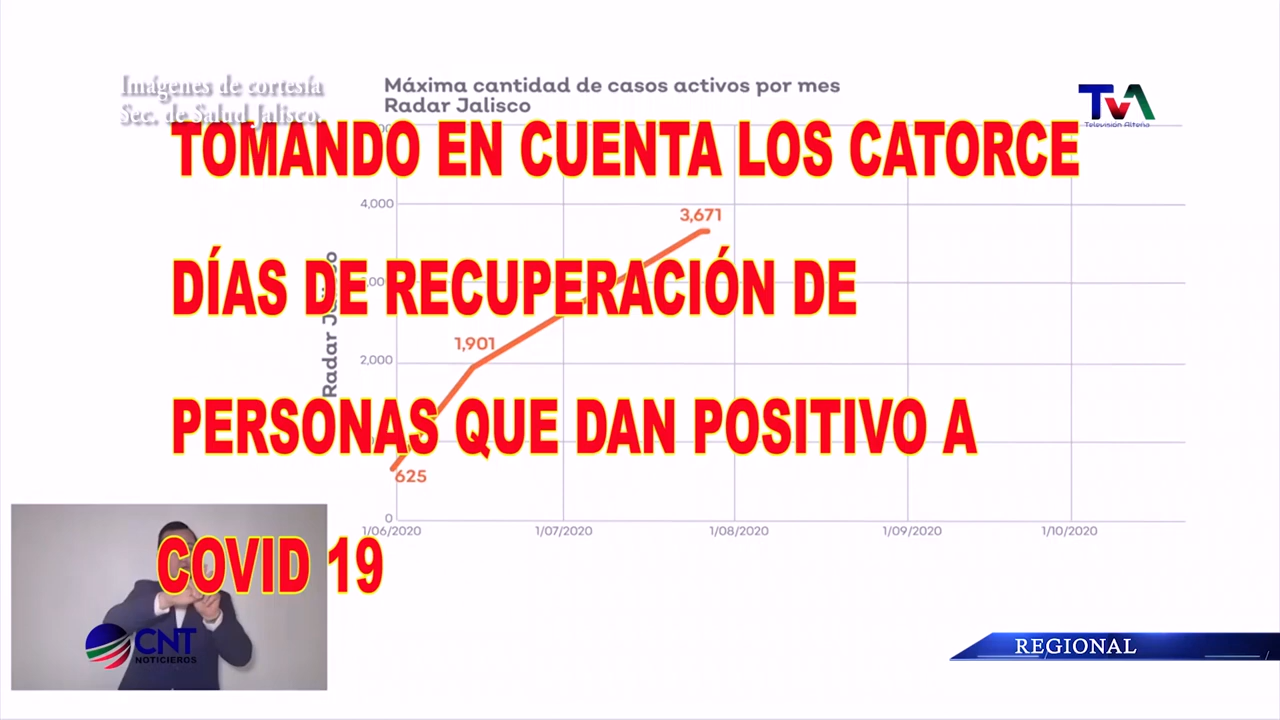 Imágenes de cortesía
Sec. de Salud Jalisco.
Máxima cantidad de casos activos por mes
Radar Jalisco
TvA
Televisión Alteña
TOMANDO EN CUENTA LOS CATORCE
DÍAS DE RECUPERACIÓN DE
PERSONAS QUE DAN POSITIVO A
COVID 19
4,000
3,671
1,901
2,000
625
0
1/06/2020
1/07/2020
1/08/2020
1/09/2020
1/10/2020
CNT
NOTICIEROS
REGIONAL